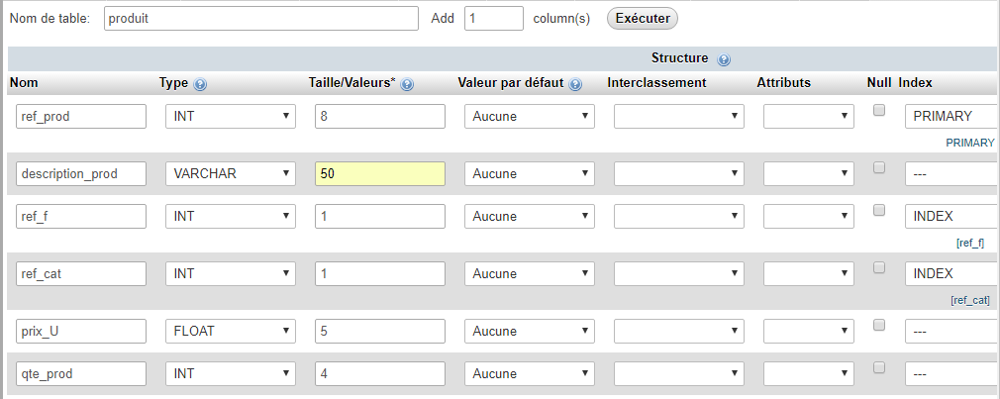 Nom de table: produit Add 1 column(s) Exécuter
Structure
Nom Type Taille/Valeurs* Valeur par défaut Interclassement Attributs Null Index
ref_prod INT 8 Aucune PRIMARY
PRIMARY
description_prod VARCHAR 50 Aucune ---
ref_f INT 1 Aucune INDEX
[ref_f]
ref_cat INT 1 Aucune INDEX
[ref_cat]
prix_U FLOAT 5 Aucune ---
qte_prod INT 4 Aucune ---